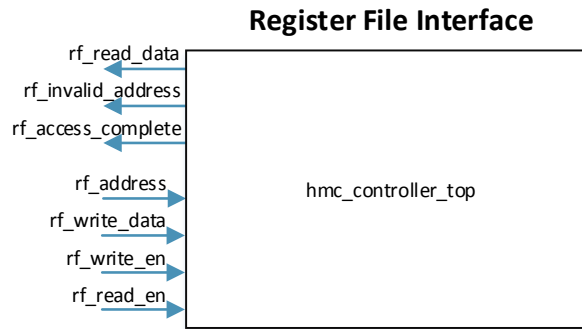 Register File Interface
rf_read_data
rf_invalid_address
rf_access_complete
rf_address
hmc_controller_top
rf_write_data
rf_write_en
rf_read_en